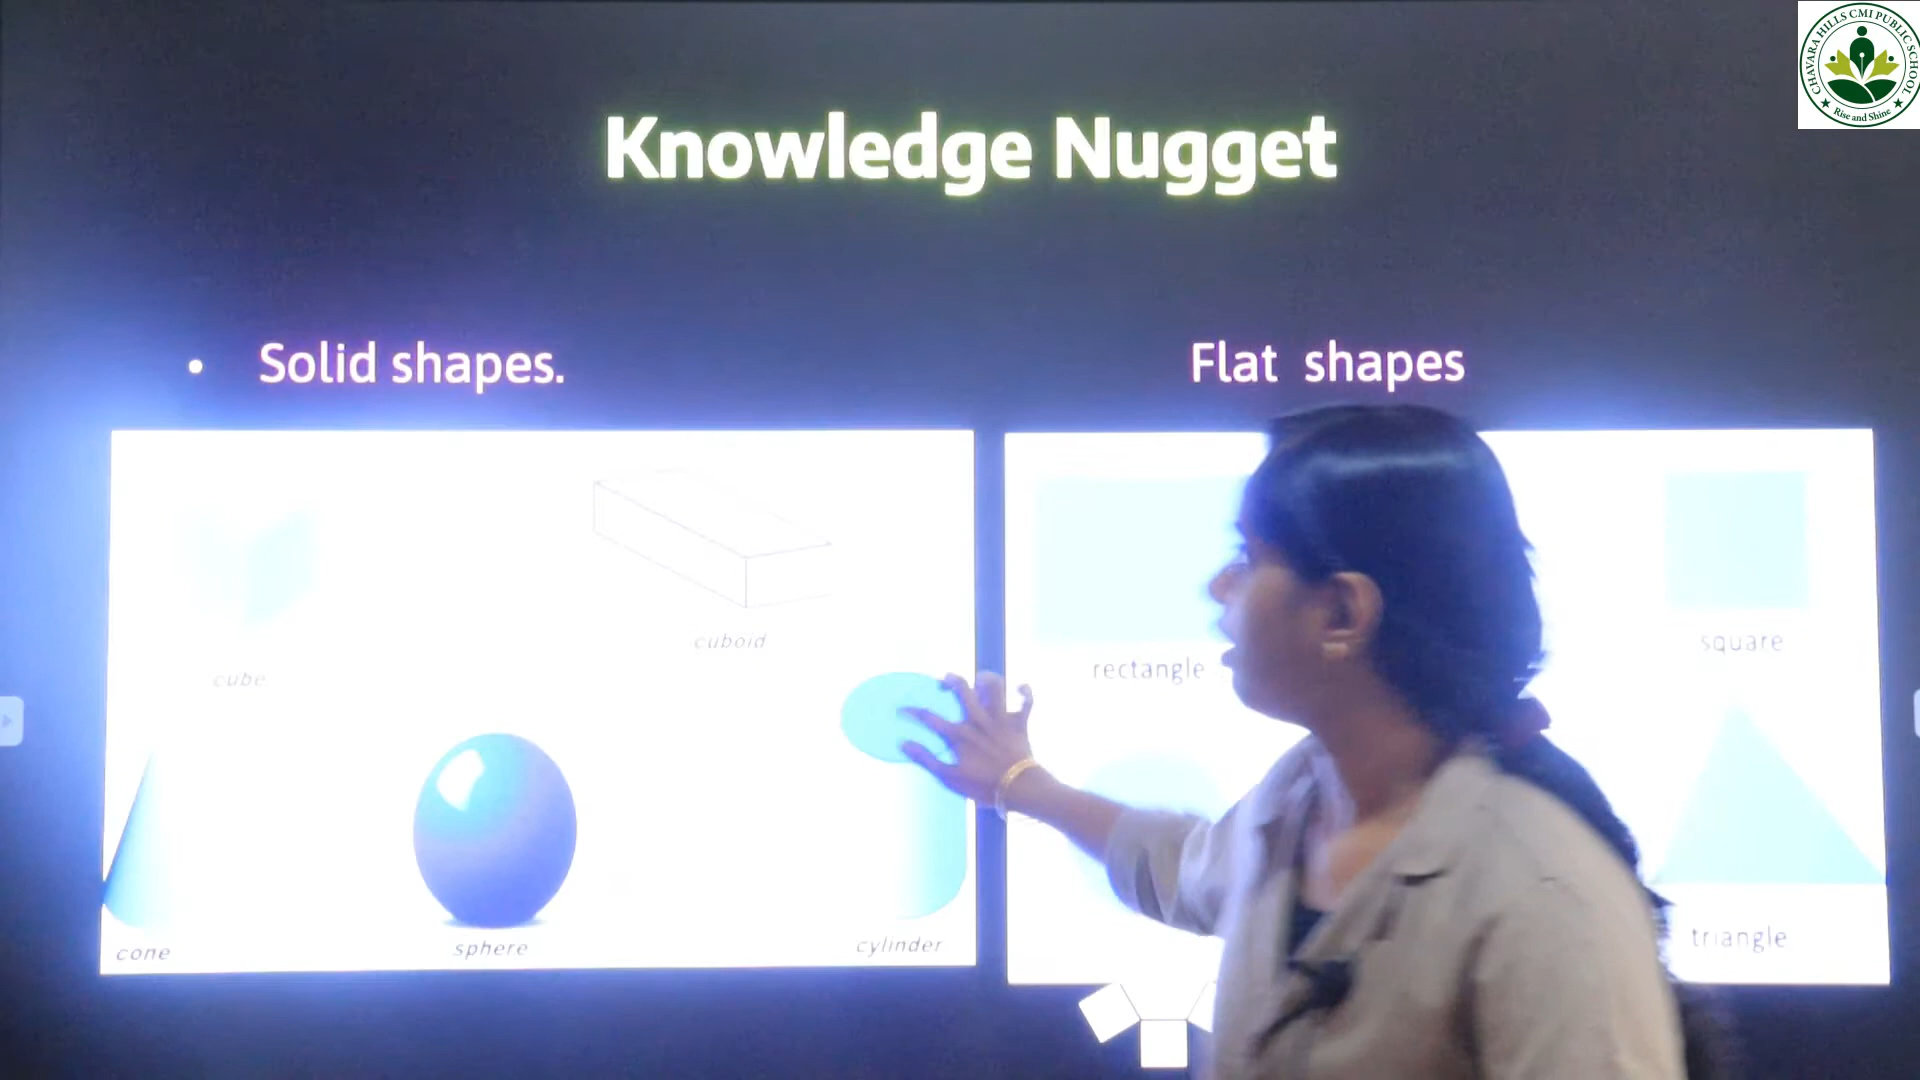 CHAVARA HILLS CMI PUBLIC SCHOOL
Rise and Shine
Knowledge Nugget
• Solid shapes.
Flat shapes
cube
cuboid
cone
sphere
cylinder
rectangle
square
triangle